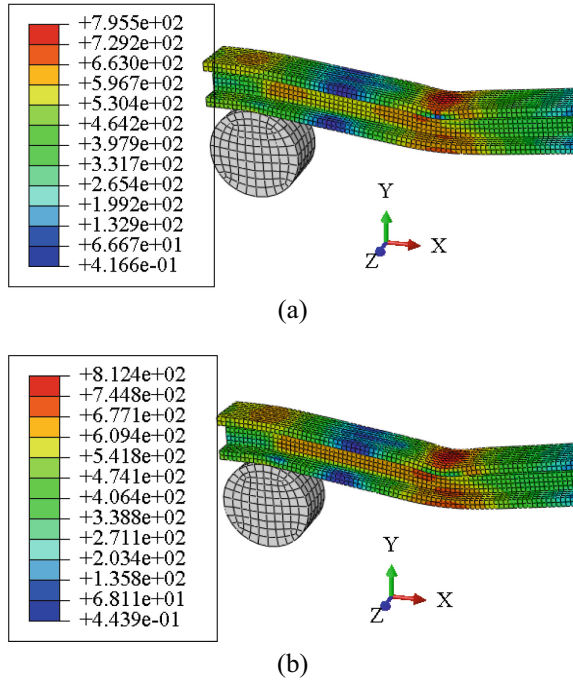 +7.955e+02
+7.292e+02
+6.630e+02
+5.967e+02
+5.304e+02
+4.642e+02
+3.979e+02
+3.317e+02
+2.654e+02
+1.992e+02
+1.329e+02
+6.667e+01
+4.166e-01
Y
X
Z
(a)
+8.124e+02
+7.448e+02
+6.771e+02
+6.094e+02
+5.418e+02
+4.741e+02
+4.064e+02
+3.388e+02
+2.711e+02
+2.034e+02
+1.358e+02
+6.811e+01
+4.439e-01
Y
X
Z
(b)